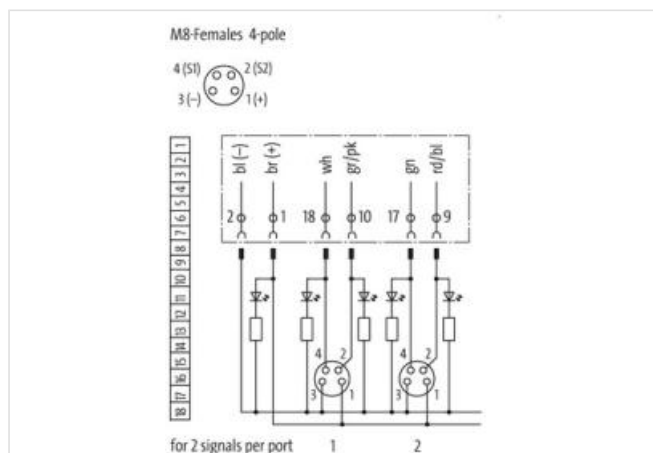 M8-Females 4-pole
4 (S1) 2 (S2)
3 (–) 1 (+)
1
2
3
4
5
6
7
8
9
10
11
12
13
14
15
16
17
18
bl (–) br (+) wh gr/pk gn rd/bl
2 1 18 10 17 9
4 2 4 2
3 1 3 1
for 2 signals per port 1 2